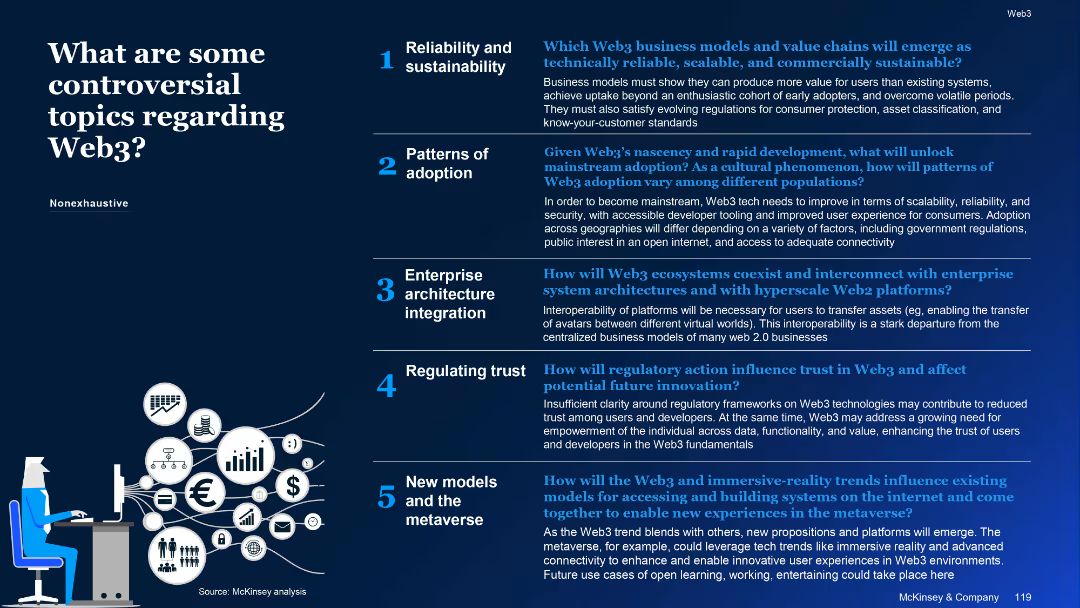 Web3
What are some
controversial
topics regarding
Web3?
Nonexhaustive
1
Reliability and
sustainability
Which Web3 business models and value chains will emerge as
technically reliable, scalable, and commercially sustainable?
Business models must show they can produce more value for users than existing systems,
achieve uptake beyond an enthusiastic cohort of early adopters, and overcome volatile periods.
They must also satisfy evolving regulations for consumer protection, asset classification, and
know-your-customer standards
2
Patterns of
adoption
Given Web3's nascency and rapid development, what will unlock
mainstream adoption? As a cultural phenomenon, how will patterns of
Web3 adoption vary among different populations?
In order to become mainstream, Web3 tech needs to improve in terms of scalability, reliability, and
security, with accessible developer tooling and improved user experience for consumers. Adoption
across geographies will differ depending on a variety of factors, including government regulations,
public interest in an open internet, and access to adequate connectivity
3
Enterprise
architecture
integration
How will Web3 ecosystems coexist and interconnect with enterprise
system architectures and with hyperscale Web2 platforms?
Interoperability of platforms will be necessary for users to transfer assets (eg, enabling the transfer
of avatars between different virtual worlds). This interoperability is a stark departure from the
centralized business models of many web 2.0 businesses
4
Regulating trust
How will regulatory action influence trust in Web3 and affect
potential future innovation?
Insufficient clarity around regulatory frameworks on Web3 technologies may contribute to reduced
trust among users and developers. At the same time, Web3 may address a growing need for
empowerment of the individual across data, functionality, and value, enhancing the trust of users
and developers in the Web3 fundamentals
5
New models
and the
metaverse
How will the Web3 and immersive-reality trends influence existing
models for accessing and building systems on the internet and come
together to enable new experiences in the metaverse?
As the Web3 trend blends with others, new propositions and platforms will emerge. The
metaverse, for example, could leverage tech trends like immersive reality and advanced
connectivity to enhance and enable innovative user experiences in Web3 environments.
Future use cases of open learning, working, entertaining could take place here
€
$
:)
Source: McKinsey analysis
McKinsey & Company 119